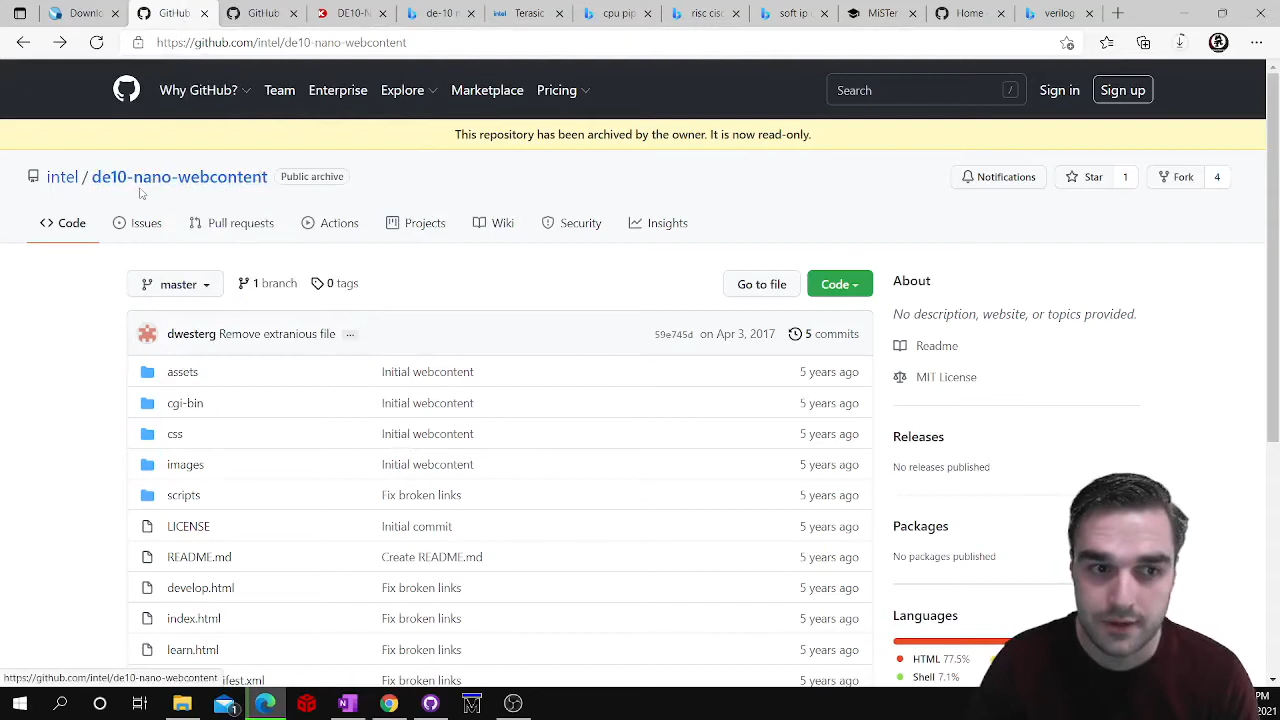 Downl
GitHub
GitHub
DE10-N
de-10 n
intel Terasic
cpu pip
risc cisc
soft ip
MiSTer
Home
verilog
https://github.com/intel/de10-nano-webcontent
Why GitHub?
Team
Enterprise
Explore
Marketplace
Pricing
Search /
Sign in
Sign up
This repository has been archived by the owner. It is now read-only.
intel / de10-nano-webcontent Public archive
Notifications
Star 1
Fork 4
Code
Issues
Pull requests
Actions
Projects
Wiki
Security
Insights
master
1 branch
0 tags
Go to file
Code
dwesterg Remove extranious file ... 59e745d on Apr 3, 2017 5 commits
assets Initial webcontent 5 years ago
cgi-bin Initial webcontent 5 years ago
css Initial webcontent 5 years ago
images Initial webcontent 5 years ago
scripts Fix broken links 5 years ago
LICENSE Initial commit 5 years ago
README.md Create README.md 5 years ago
develop.html Fix broken links 5 years ago
index.html Fix broken links 5 years ago
learn.html Fix broken links 5 years ago
ifest.xml Fix broken links 5 years ago
About
No description, website, or topics provided.
Readme
MIT License
Releases
No releases published
Packages
No packages published
Languages
HTML 77.5%
Shell 7.1%
https://github.com/intel/de10-nano-webcontent
1
M
PM
2021